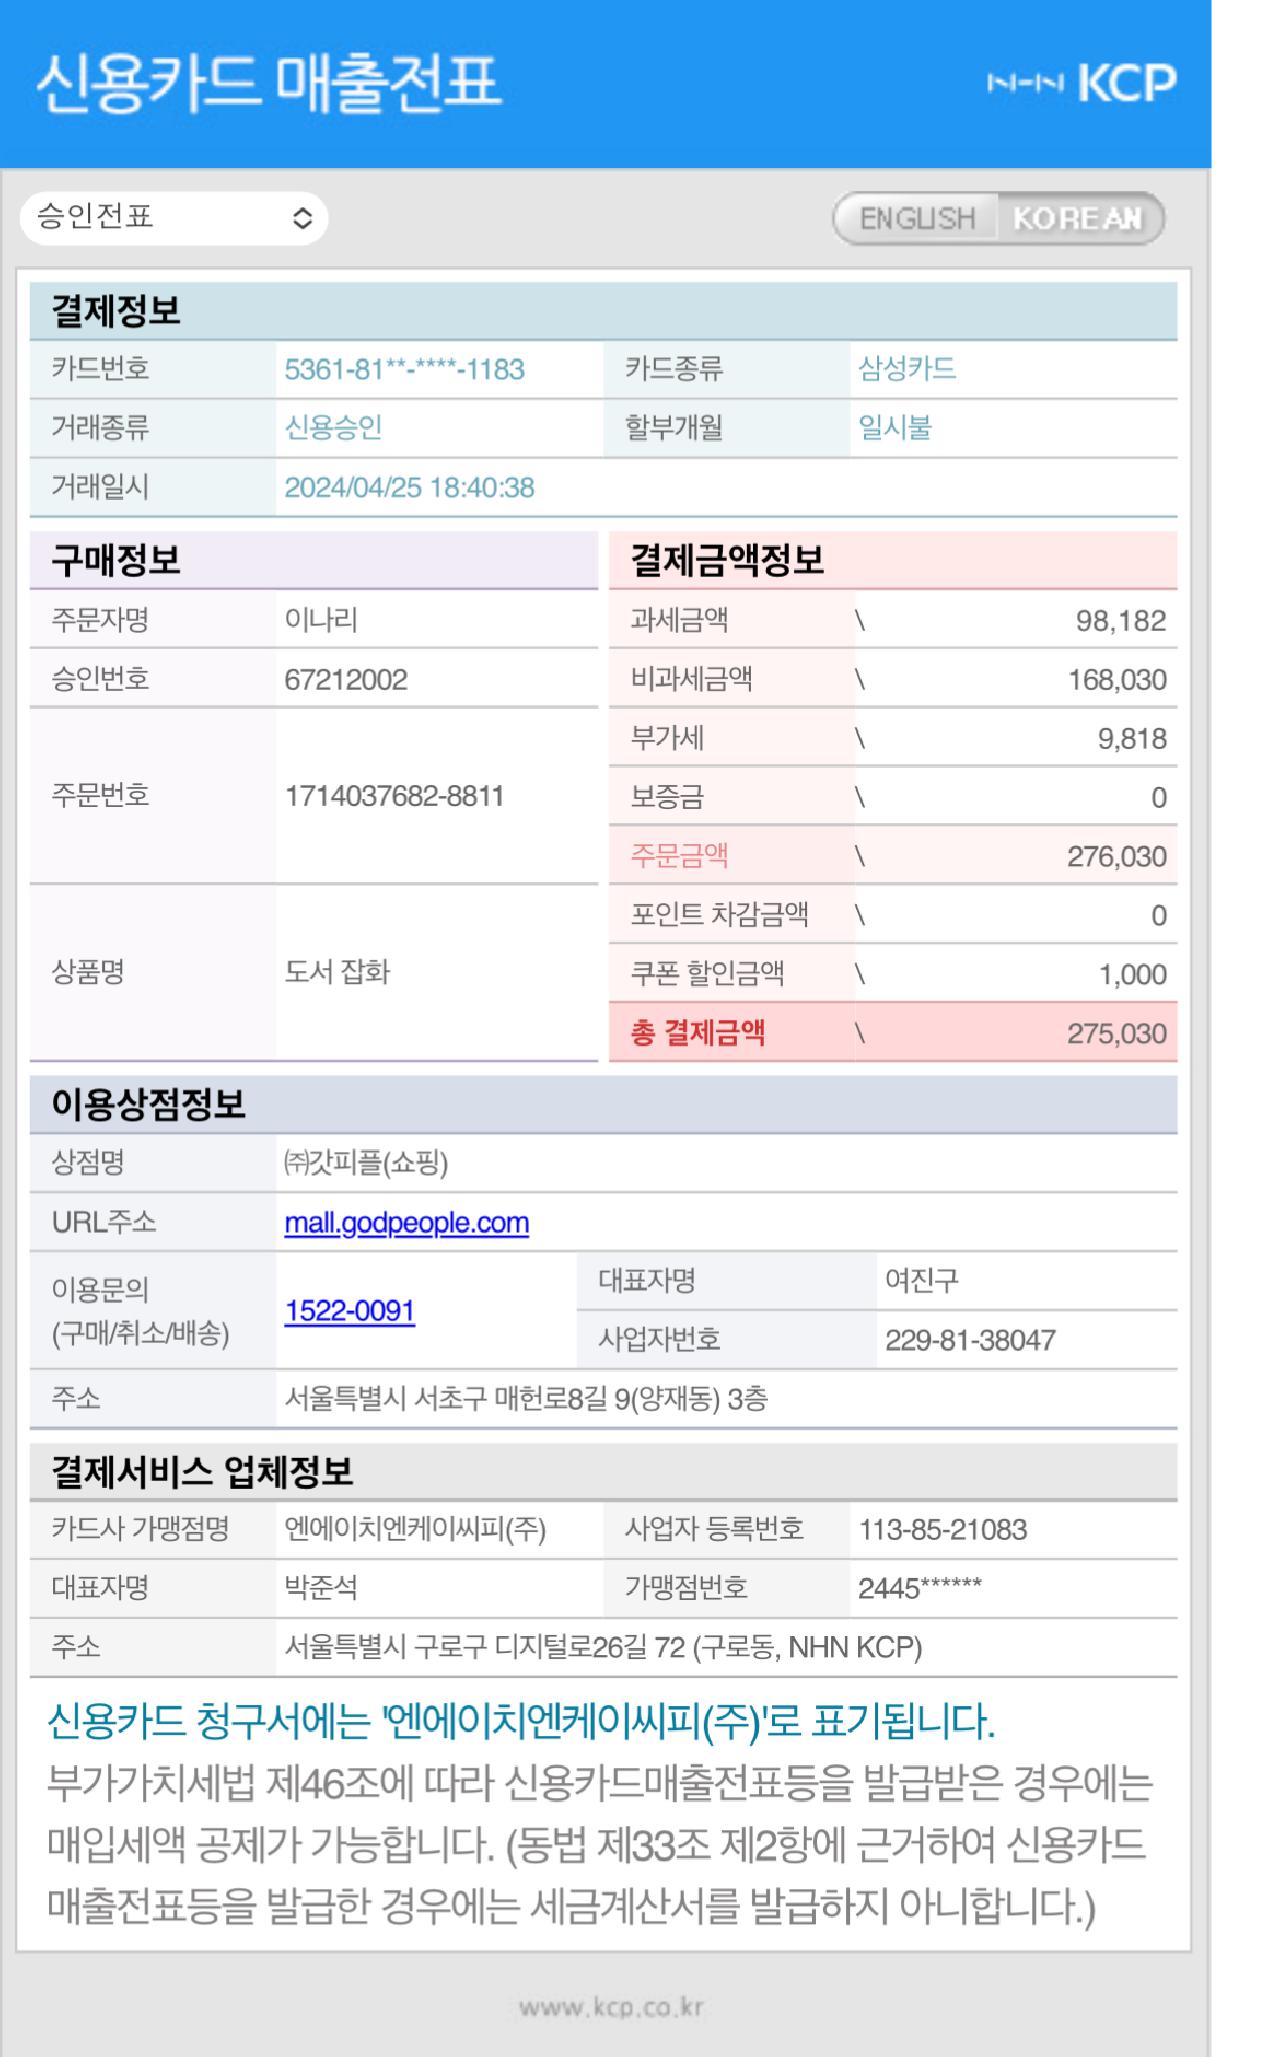 신용카드 매출전표
NHN KCP
승인전표
ENGLISH KOREAN
결제정보
카드번호 5361-81**-****-1183 카드종류 삼성카드
거래종류 신용승인 할부개월 일시불
거래일시 2024/04/25 18:40:38
구매정보
주문자명 이나리
승인번호 67212002
주문번호 1714037682-8811
상품명 도서 잡화
결제금액정보
과세금액 \ 98,182
비과세금액 \ 168,030
부가세 \ 9,818
보증금 \ 0
주문금액 \ 276,030
포인트 차감금액 \ 0
쿠폰 할인금액 \ 1,000
총 결제금액 \ 275,030
이용상점정보
상점명 ㈜갓피플(쇼핑)
URL주소 mall.godpeople.com
이용문의
(구매/취소/배송)
1522-0091
대표자명 여진구
사업자번호 229-81-38047
주소 서울특별시 서초구 매헌로8길 9(양재동) 3층
결제서비스 업체정보
카드사 가맹점명 엔에이치엔케이씨피(주) 사업자 등록번호 113-85-21083
대표자명 박준석 가맹점번호 2445******
주소 서울특별시 구로구 디지털로26길 72 (구로동, NHN KCP)
신용카드 청구서에는 '엔에이치엔케이씨피(주)'로 표기됩니다.
부가가치세법 제46조에 따라 신용카드매출전표등을 발급받은 경우에는
매입세액 공제가 가능합니다. (동법 제33조 제2항에 근거하여 신용카드
매출전표등을 발급한 경우에는 세금계산서를 발급하지 아니합니다.)
www.kcp.co.kr